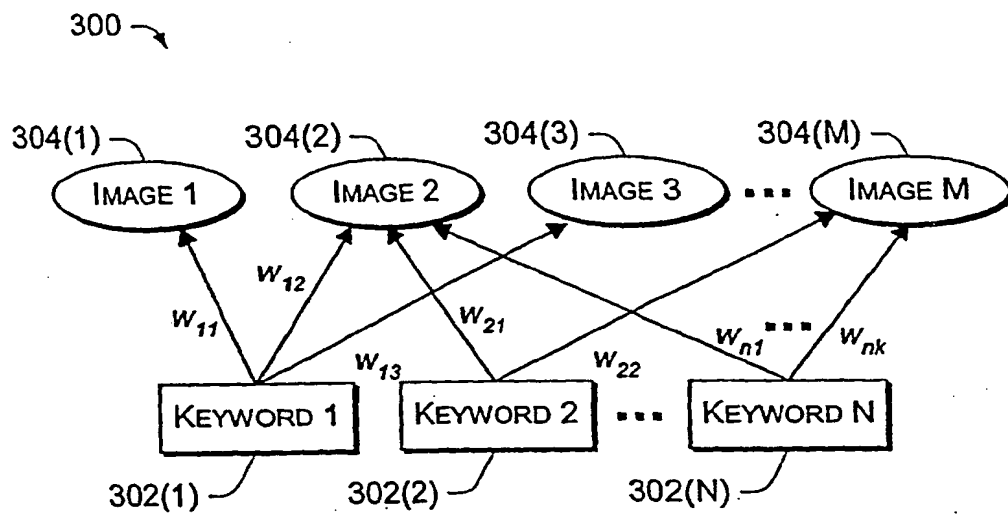 300
304(1) 304(2) 304(3) 304(M)
IMAGE 1 IMAGE 2 IMAGE 3 ... IMAGE M
w12
w11 w21 ...
w13 w22 wn1 wnk
KEYWORD 1 KEYWORD 2 ... KEYWORD N
302(1) 302(2) 302(N)